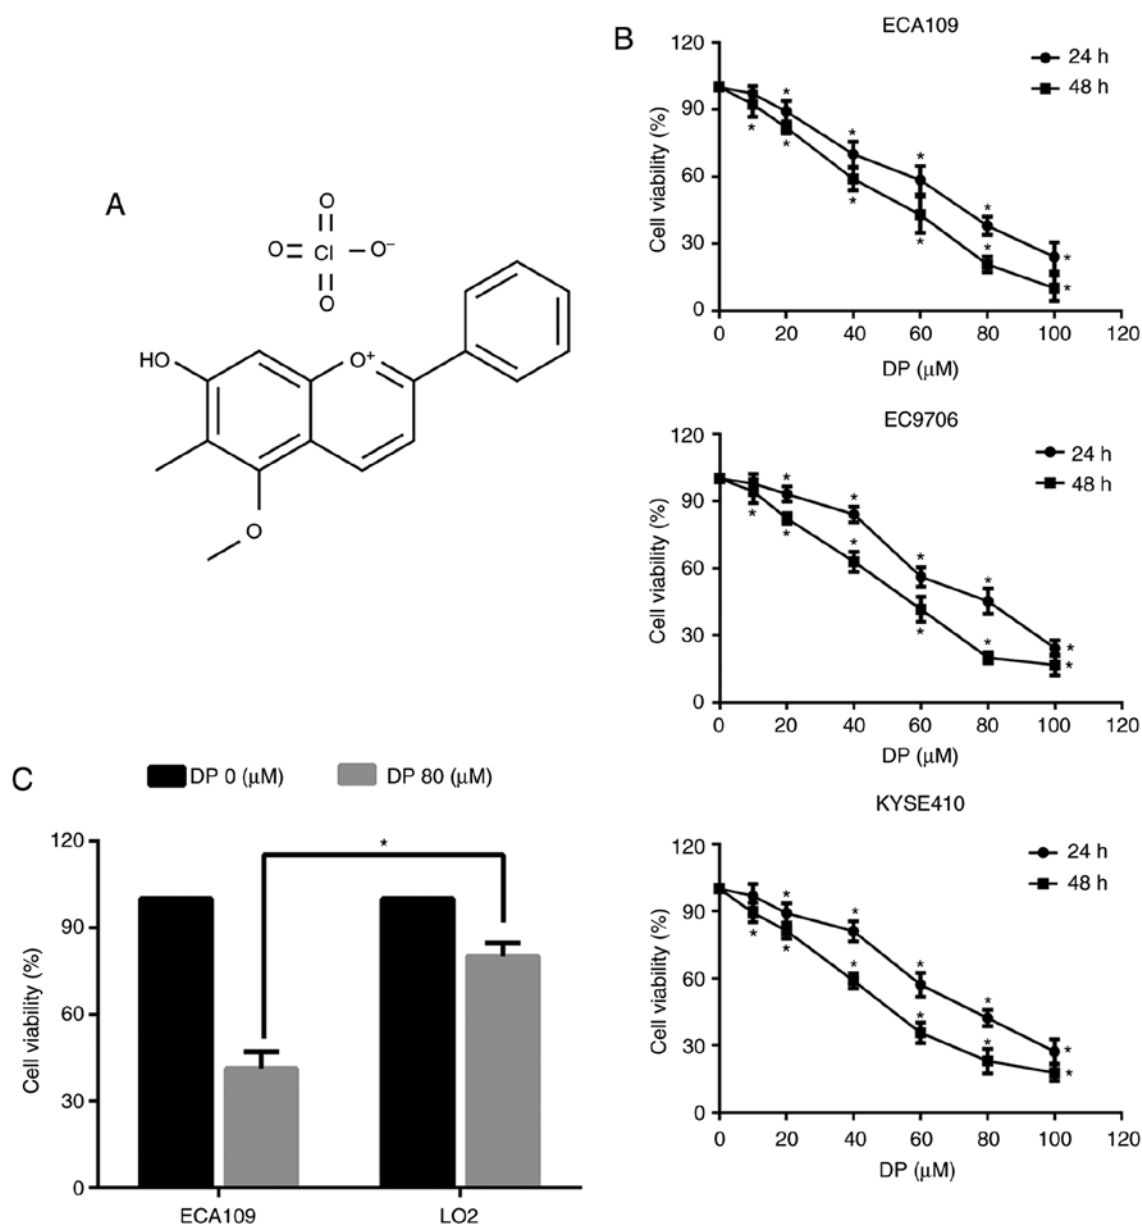 A
O
O
Cl
O⁻
O
HO
O⁺
O
B
ECA109
24 h
48 h
Cell viability (%)
120
90
60
30
0
* * * * * *
* * * * * *
0 20 40 60 80 100 120
DP (μM)
EC9706
24 h
48 h
Cell viability (%)
120
90
60
30
0
* * * * *
* * * * * *
0 20 40 60 80 100 120
DP (μM)
C
DP 0 (μM) DP 80 (μM)
Cell viability (%)
120
90
60
30
0
*
ECA109 LO2
KYSE410
24 h
48 h
Cell viability (%)
120
90
60
30
0
* * * * *
* * * * * *
0 20 40 60 80 100 120
DP (μM)